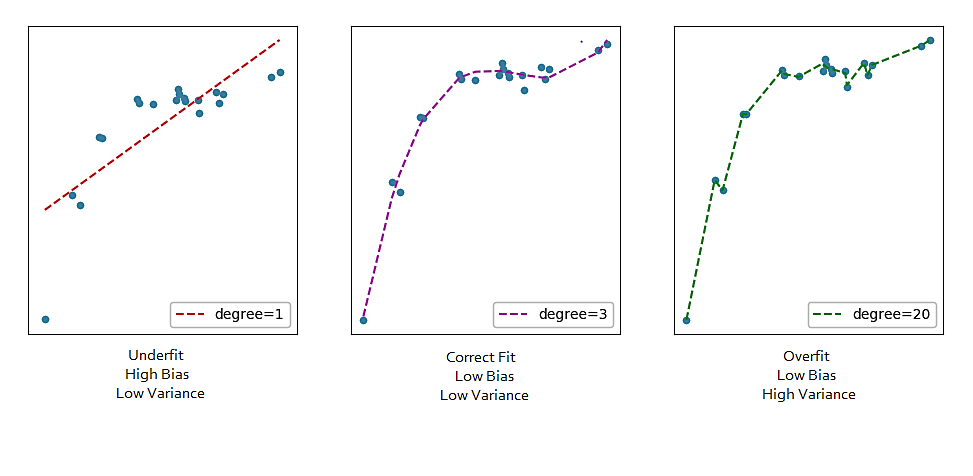 degree=1
degree=3
degree=20
Underfit
High Bias
Low Variance
Correct Fit
Low Bias
Low Variance
Overfit
Low Bias
High Variance